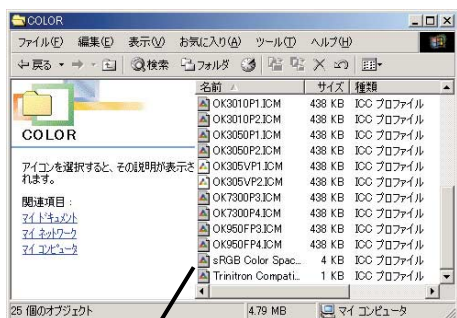 COLOR
ファイル(F) 編集(E) 表示(V) お気に入り(A) ツール(T) ヘルプ(H)
戻る 検索 フォルダ
名前 サイズ 種類
OK3010P1.ICM 438 KB ICC プロファイル
OK3010P2.ICM 438 KB ICC プロファイル
OK3050P1.ICM 438 KB ICC プロファイル
OK3050P2.ICM 438 KB ICC プロファイル
OK305VP1.ICM 438 KB ICC プロファイル
OK305VP2.ICM 438 KB ICC プロファイル
OK7300P3.ICM 438 KB ICC プロファイル
OK7300P4.ICM 438 KB ICC プロファイル
OK950FP3.ICM 438 KB ICC プロファイル
OK950FP4.ICM 438 KB ICC プロファイル
sRGB Color Spac... 4 KB ICC プロファイル
Trinitron Compati... 1 KB ICC プロファイル
COLOR
アイコンを選択すると、その説明が表示さ
れます。
関連項目:
マイ ドキュメント
マイ ネットワーク
マイ コンピュータ
25 個のオブジェクト 4.79 MB マイ コンピュータ